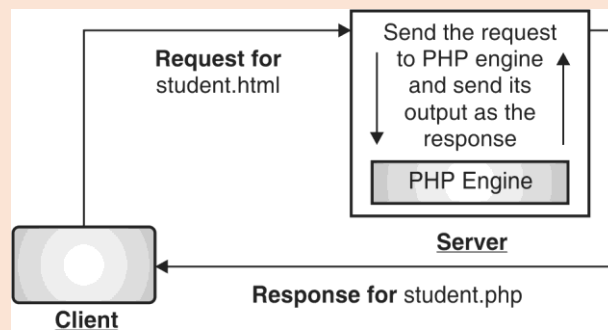 Request for
student.html
Send the request
to PHP engine
and send its
output as the
response
PHP Engine
Server
Response for student.php
Client